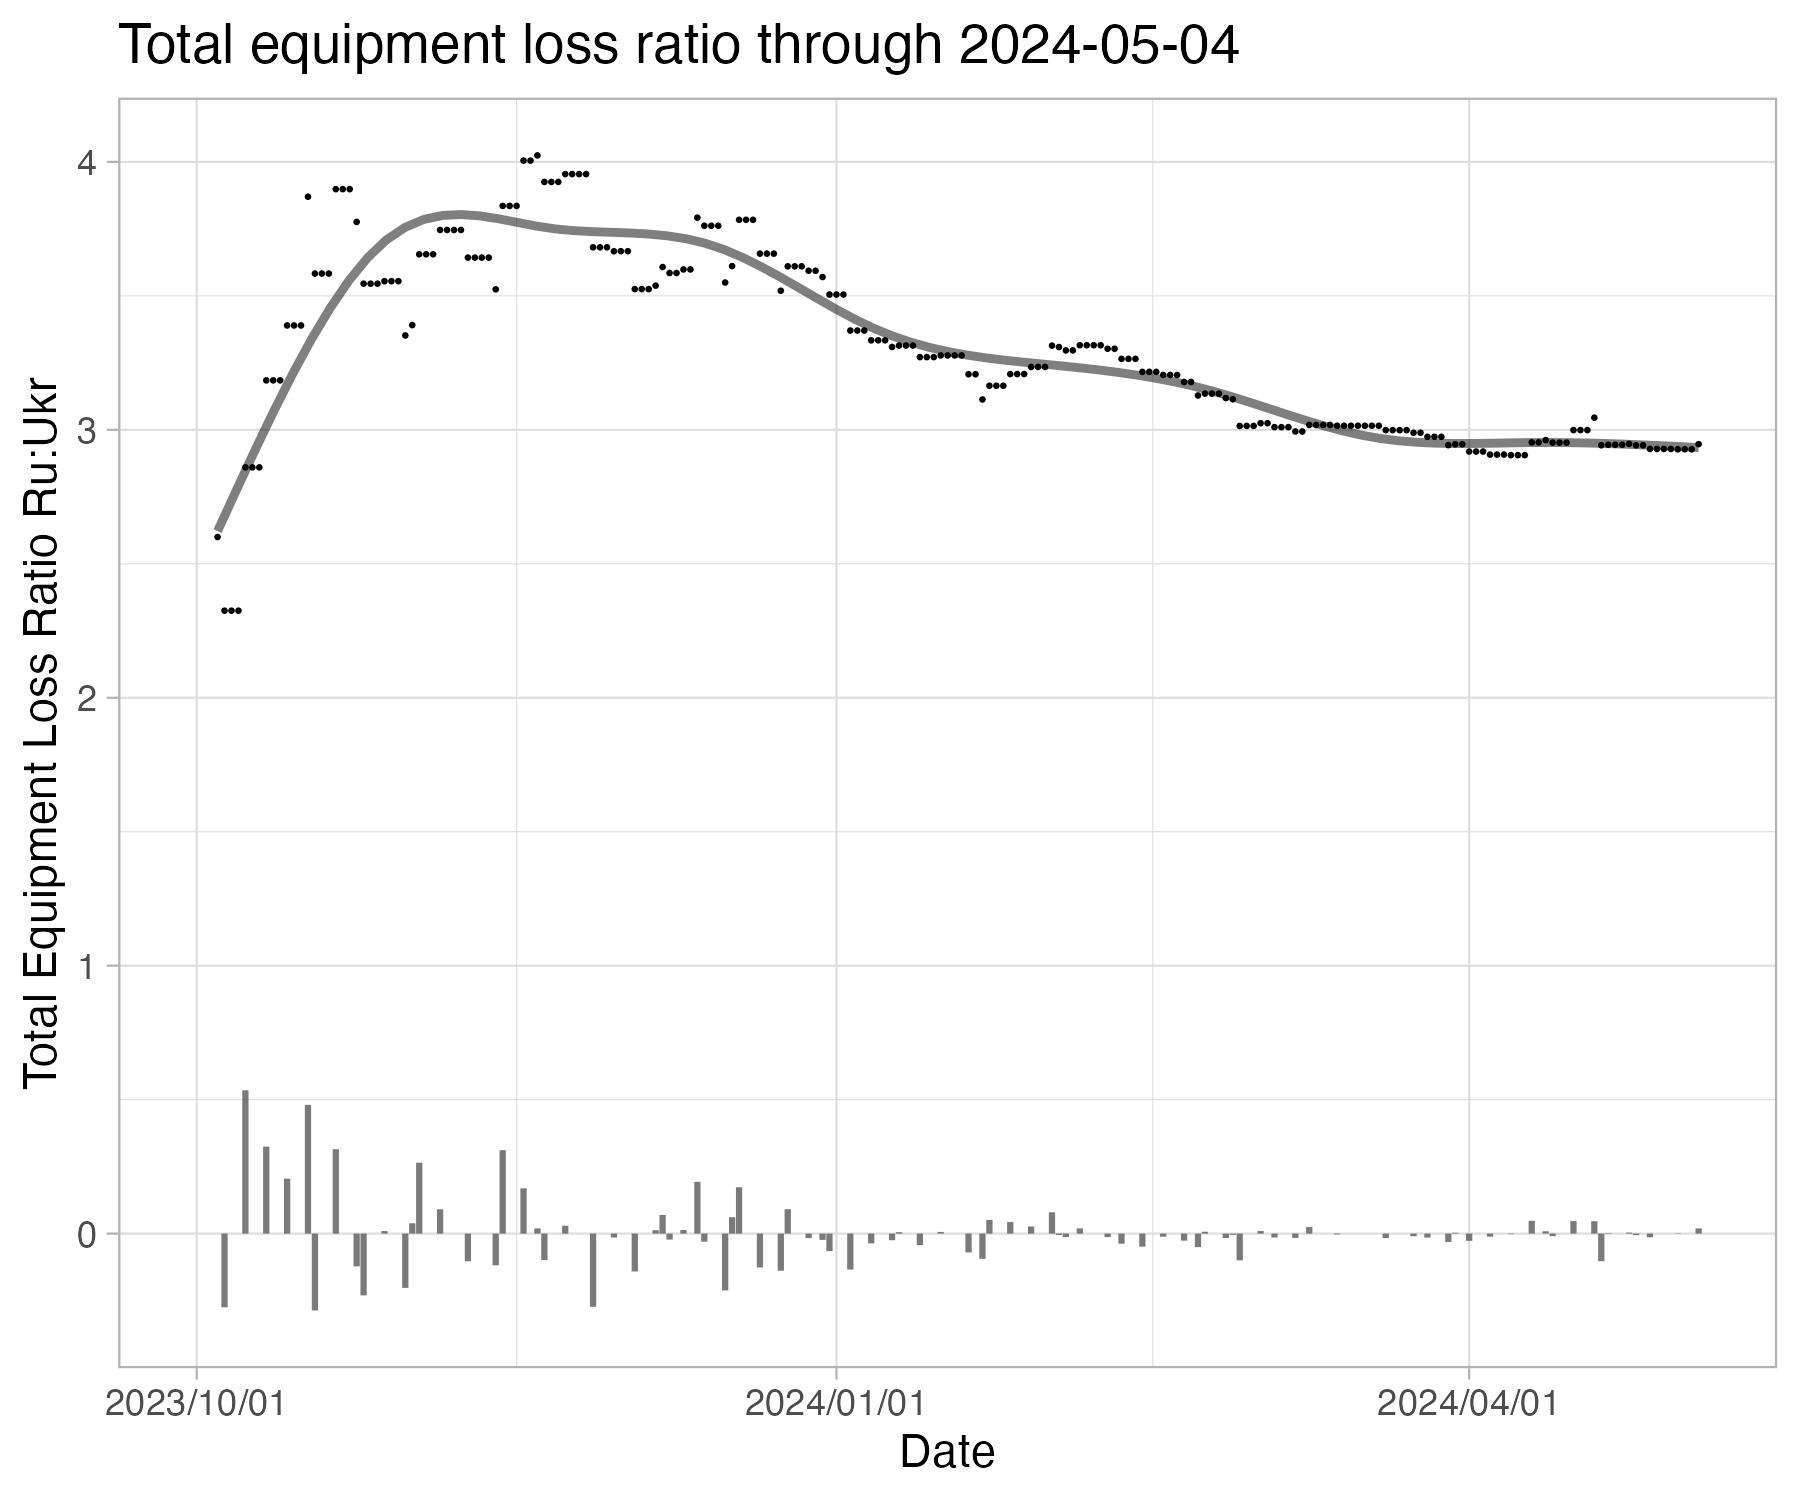 Total equipment loss ratio through 2024-05-04
Total Equipment Loss Ratio Ru:Ukr
4
3
2
1
0
2023/10/01
2024/01/01
2024/04/01
Date